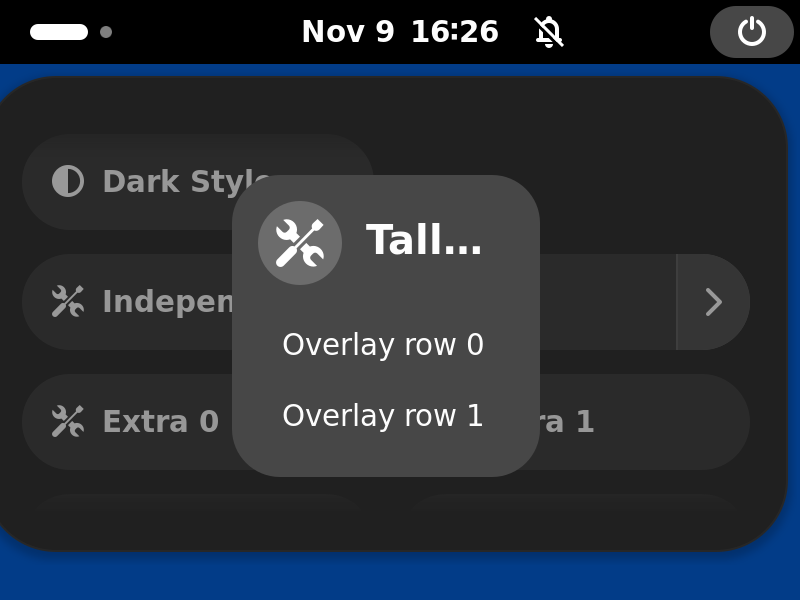 Nov 9 16:26
Dark Style
Tall…
Indepen
Overlay row 0
Extra 0
ra 1
Overlay row 1